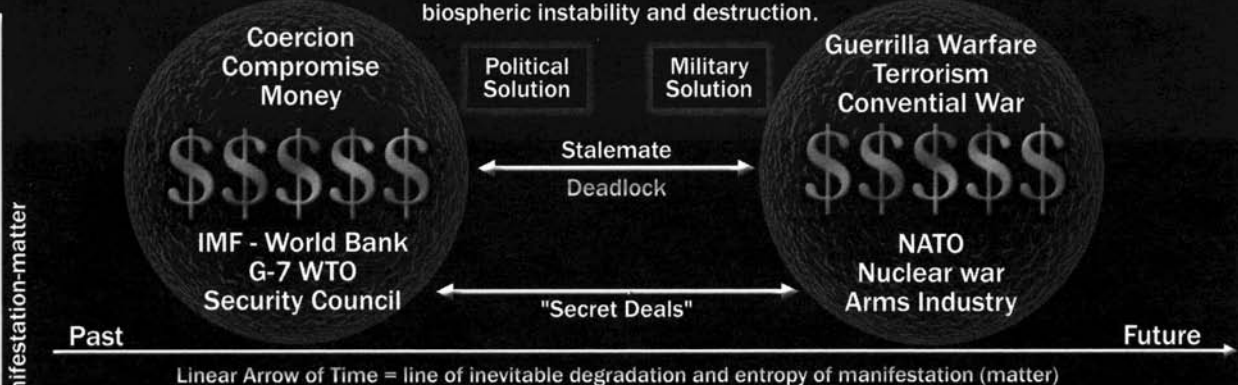 biospheric instability and destruction.
Coercion
Compromise
Money
$$$$$
IMF - World Bank
G-7 WTO
Security Council
Political
Solution
Military
Solution
Stalemate
Deadlock
"Secret Deals"
Guerrilla Warfare
Terrorism
Convential War
$$$$$
NATO
Nuclear war
Arms Industry
Past
Future
Linear Arrow of Time = line of inevitable degradation and entropy of manifestation (matter)